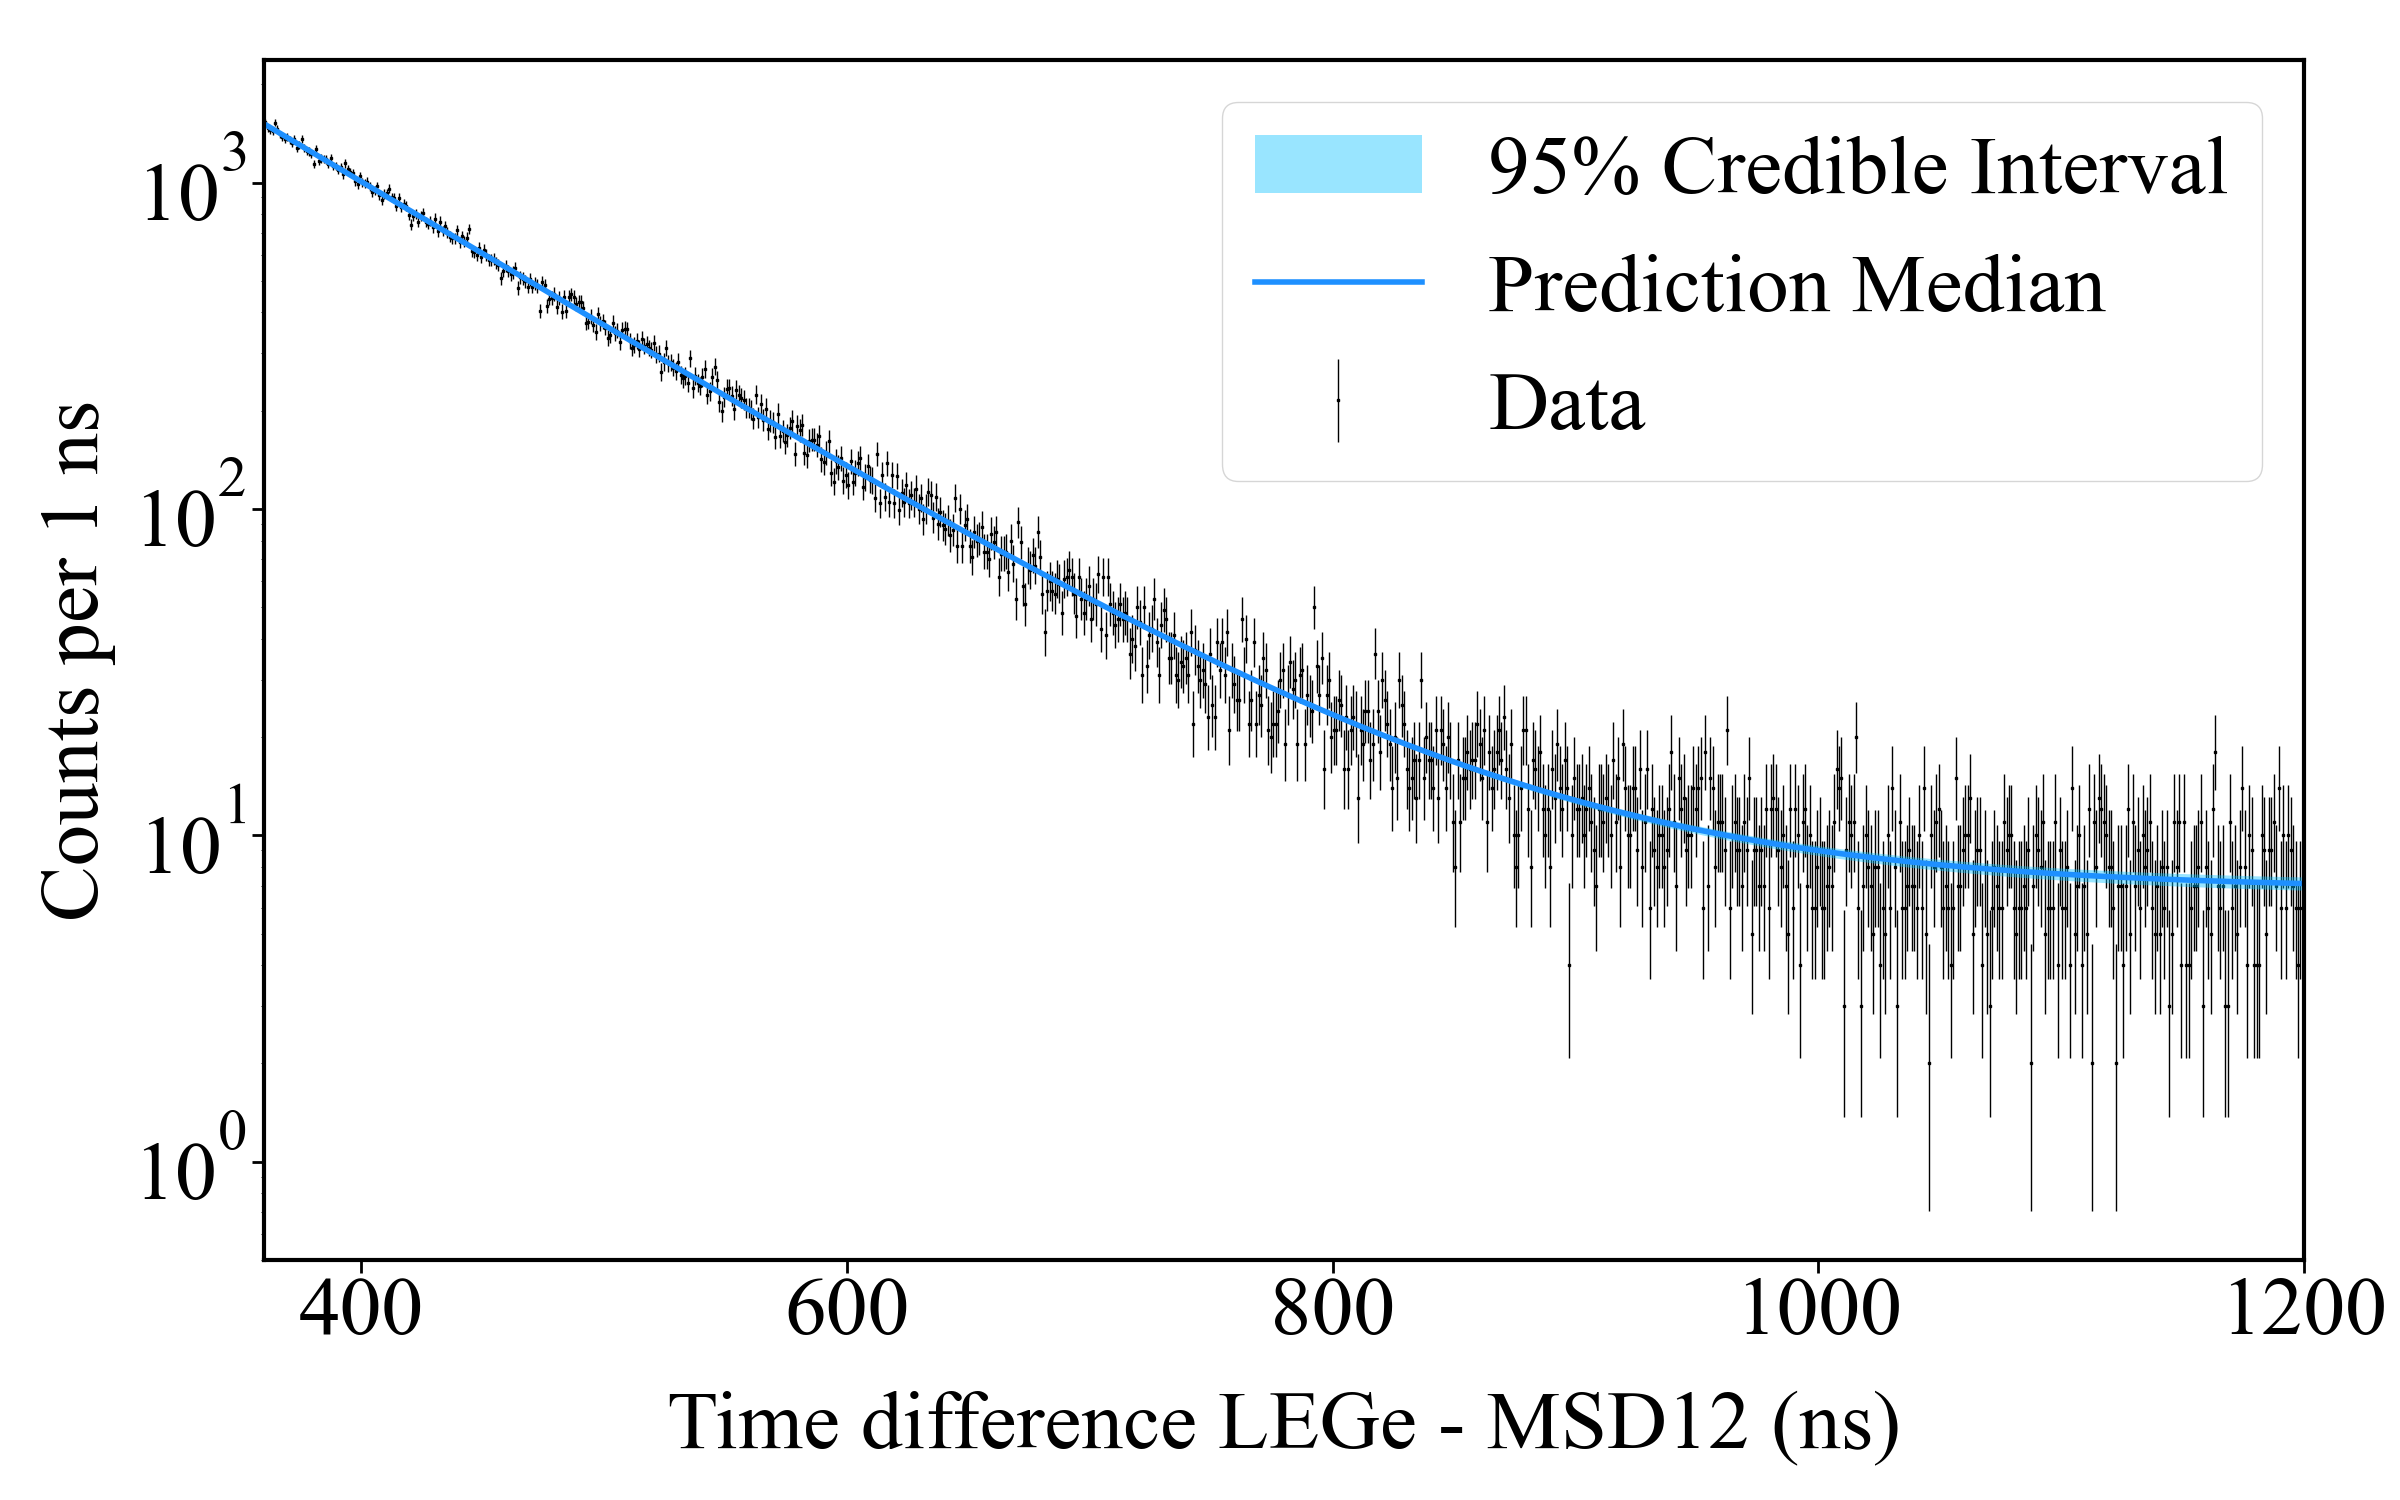 95% Credible Interval
Prediction Median
Data
10^3
10^2
10^1
10^0
Counts per 1 ns
400 600 800 1000 1200
Time difference LEGe - MSD12 (ns)